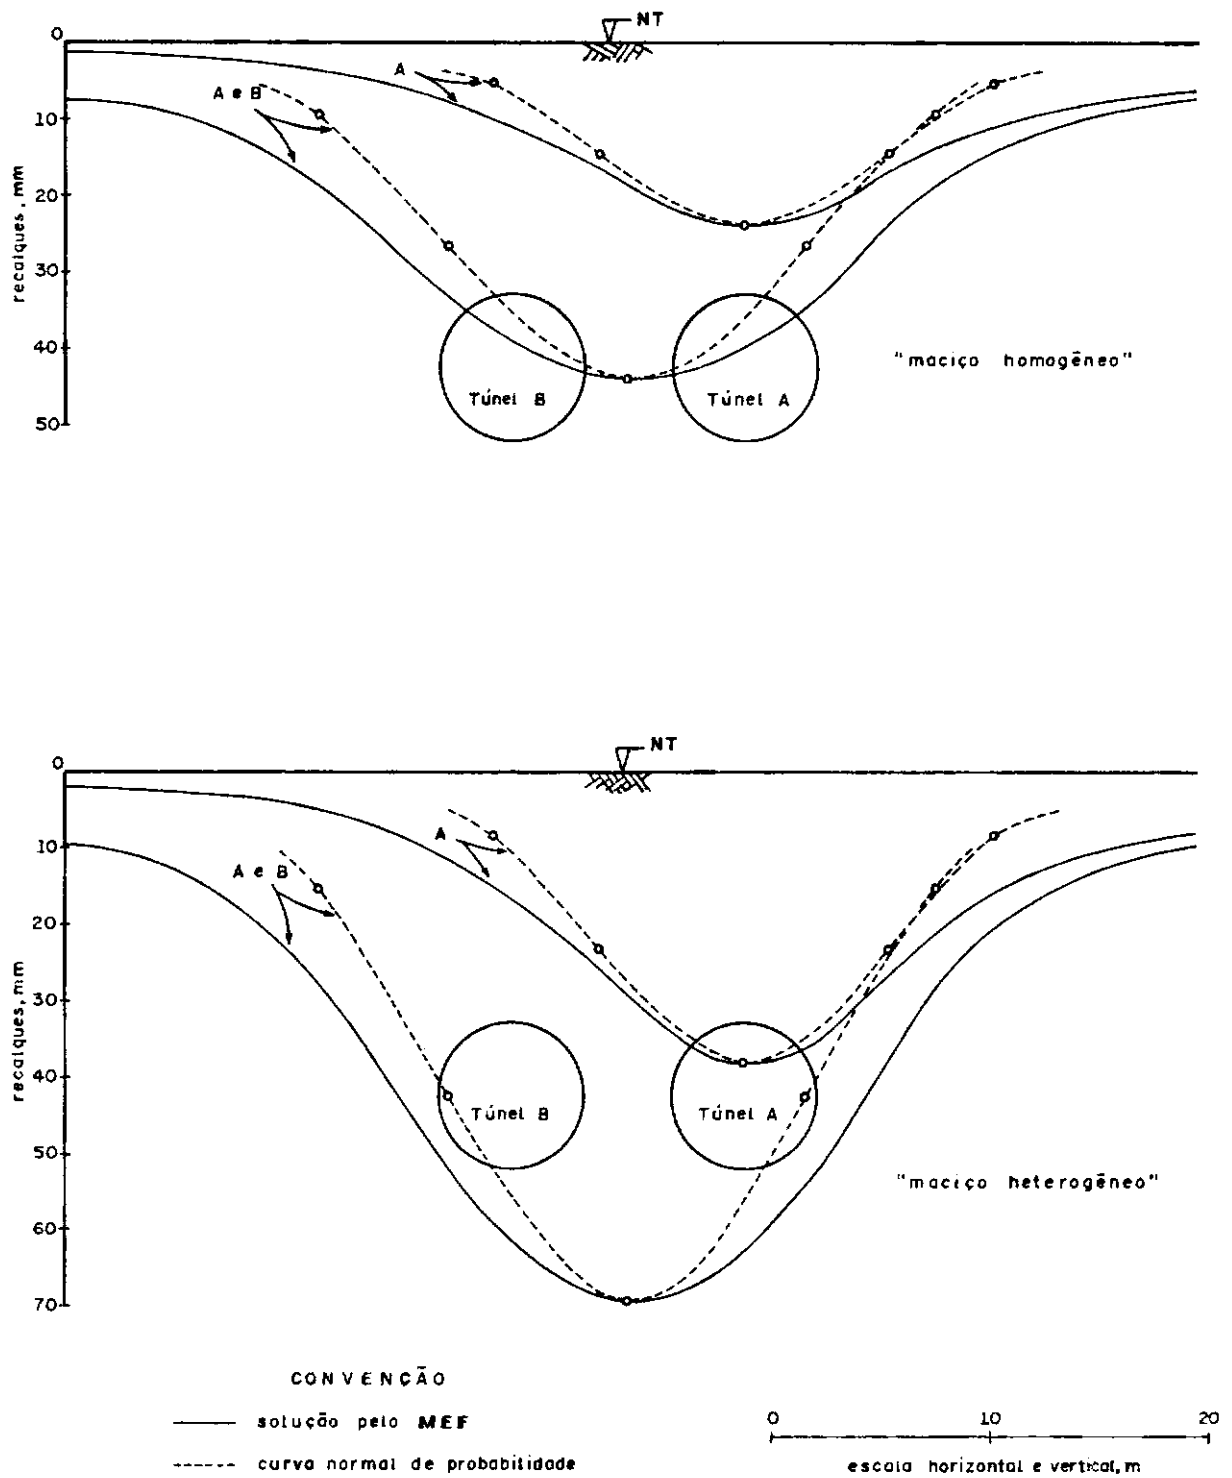 NT
0
A
A e B
10
20
recalques, mm
30
40
"maciço homogêneo"
Túnel B
Túnel A
50
NT
0
A
10
A e B
20
recalques, mm
30
40
Túnel B
Túnel A
50
"maciço heterogêneo"
60
70
CONVENÇÃO
solução pelo MEF
curva normal de probabilidade
0 10 20
escala horizontal e vertical, m